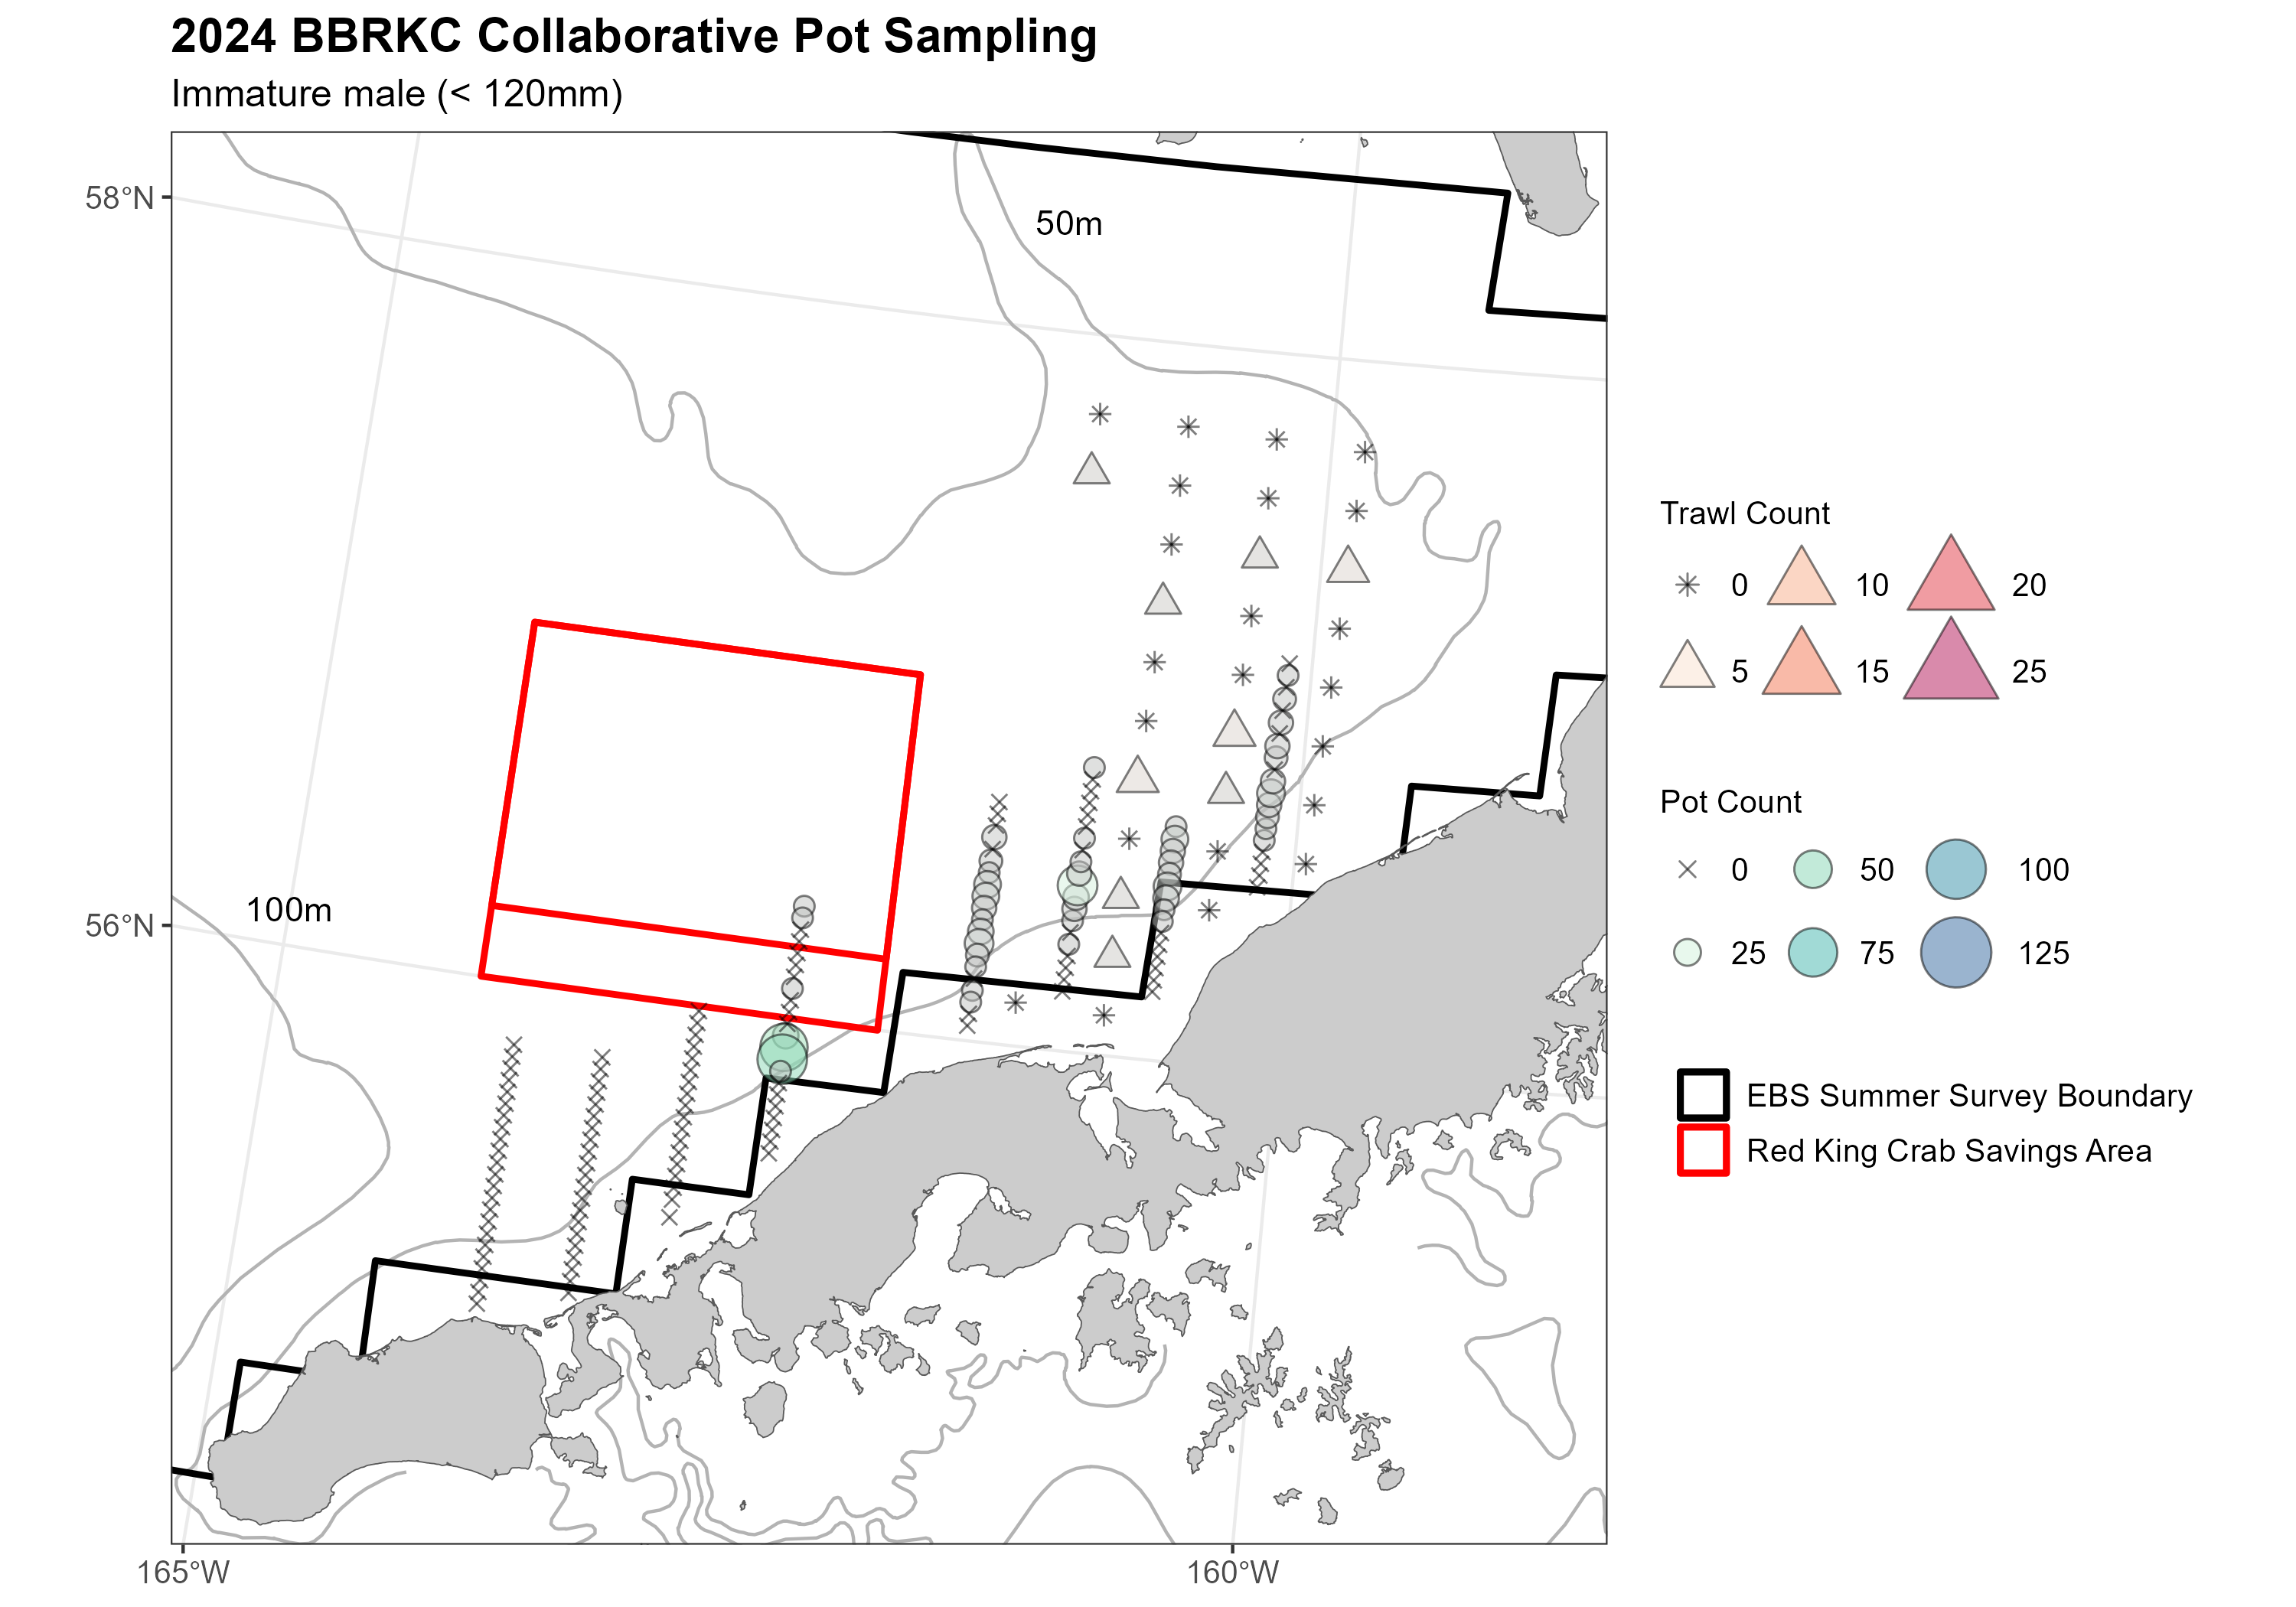 2024 BBRKC Collaborative Pot Sampling
Immature male (< 120mm)
58°N
50m
56°N
100m
165°W
160°W
Trawl Count
0 10 20
5 15 25
Pot Count
0 50 100
25 75 125
EBS Summer Survey Boundary
Red King Crab Savings Area